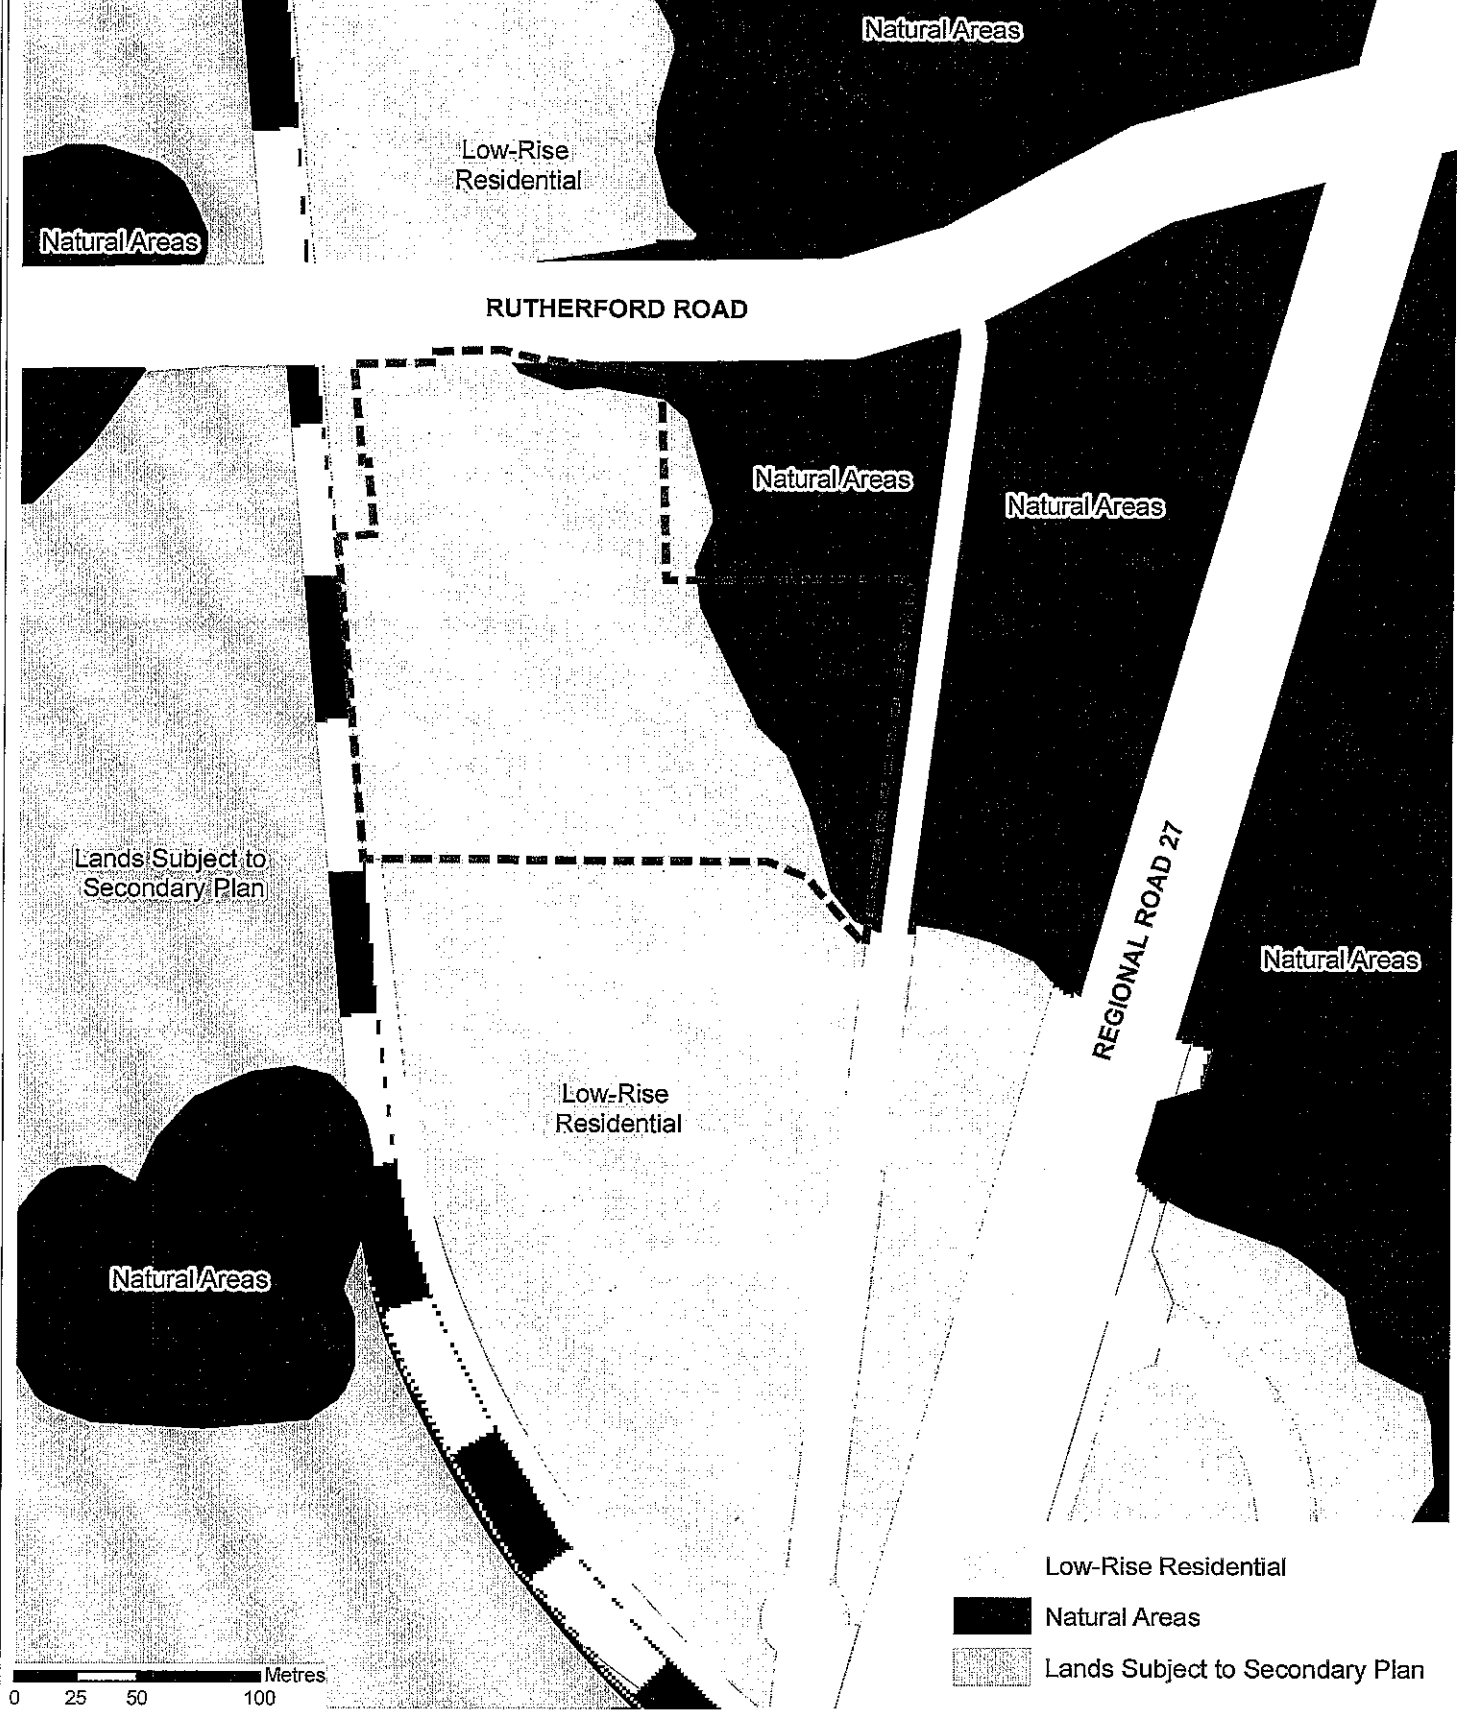 Natural Areas
Low-Rise
Residential
Natural Areas
RUTHERFORD ROAD
Natural Areas
Natural Areas
Lands Subject to
Secondary Plan
REGIONAL ROAD 27
Natural Areas
Low-Rise
Residential
Natural Areas
Low-Rise Residential
Natural Areas
Lands Subject to Secondary Plan
Metres
0 25 50 100